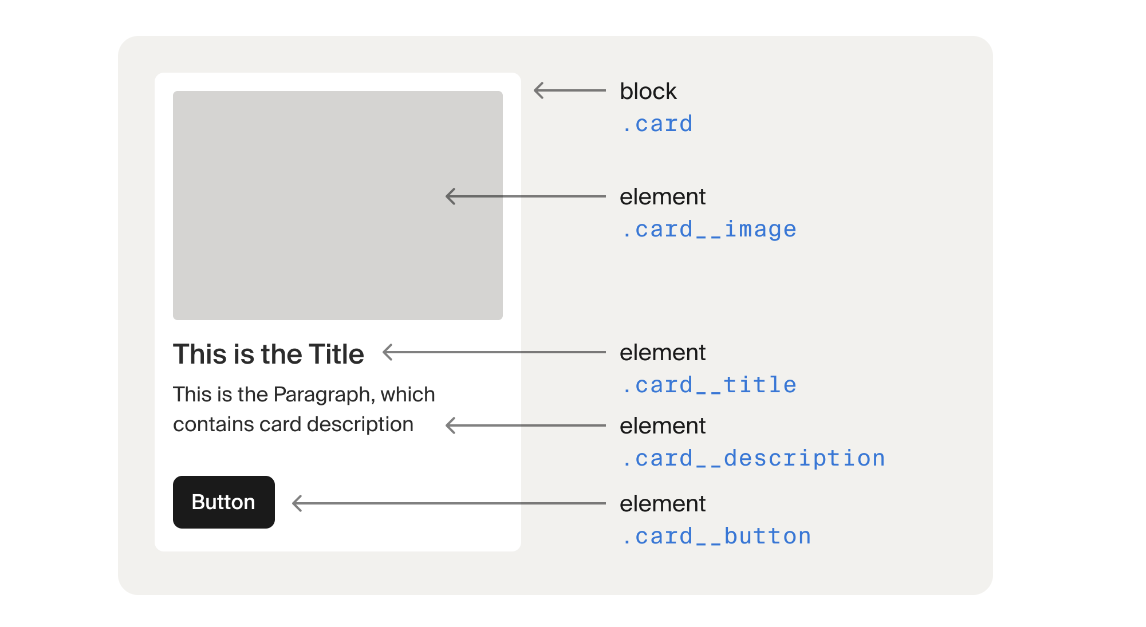 block
.card
element
.card__image
This is the Title
element
.card__title
This is the Paragraph, which
contains card description
element
.card__description
Button
element
.card__button